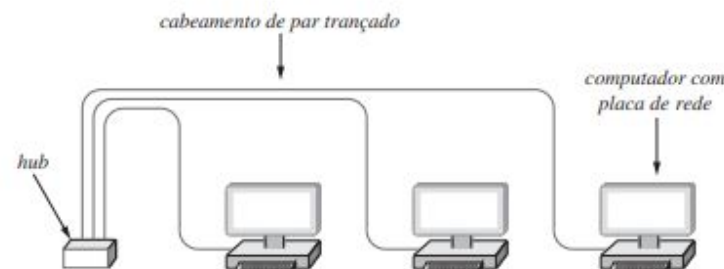 cabeamento de par trançado
computador com
placa de rede
hub